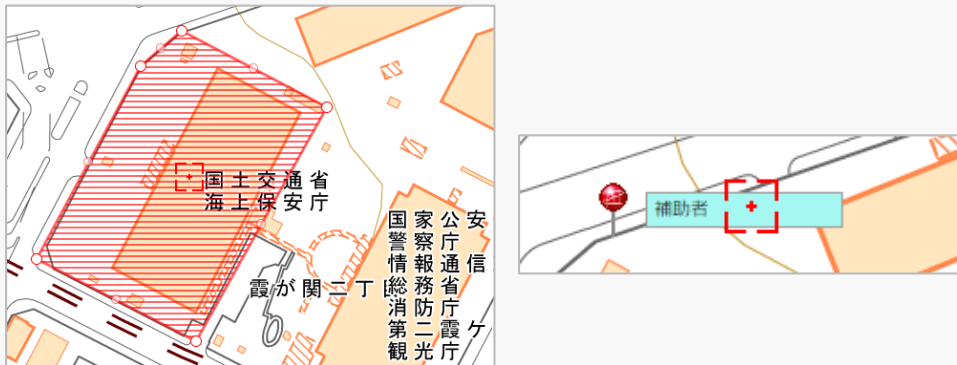 国土交通省
海上保安庁
国家公安
警察庁
情報通信
霞が関二丁
総務省
消防庁
第二霞ケ
観光庁
補助者